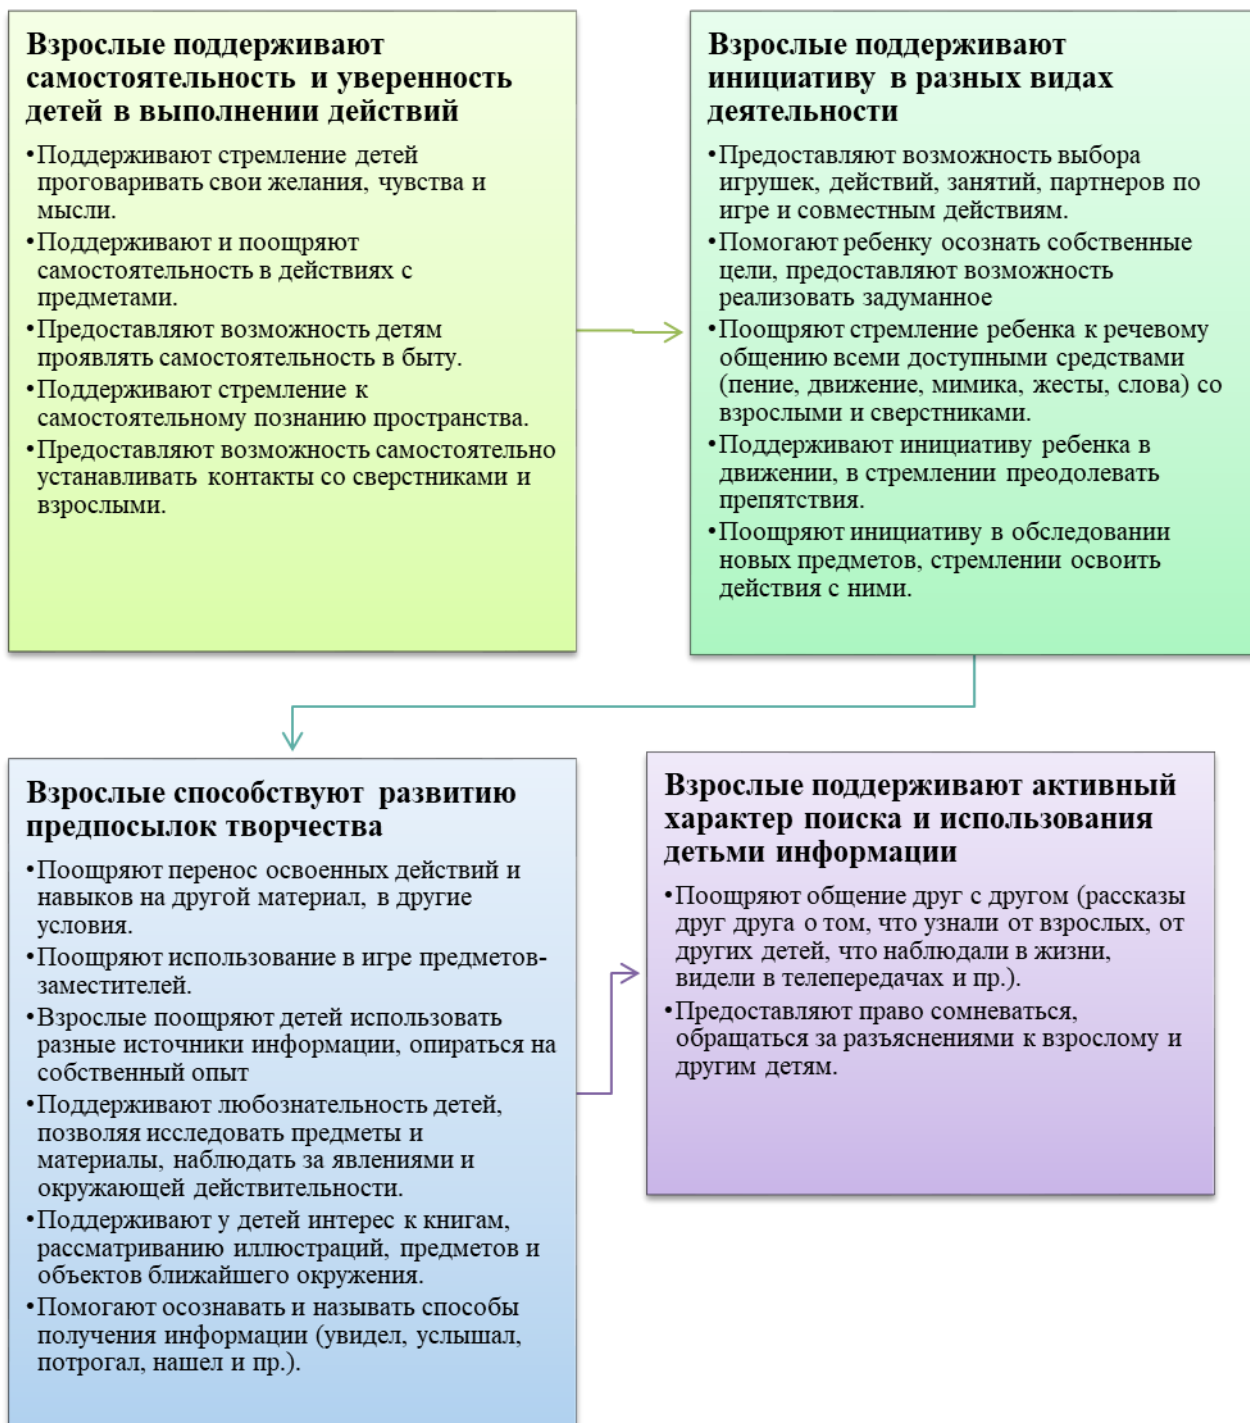 Взрослые поддерживают
самостоятельность и уверенность
детей в выполнении действий
•Поддерживают стремление детей
проговаривать свои желания, чувства и
мысли.
•Поддерживают и поощряют
самостоятельность в действиях с
предметами.
•Предоставляют возможность детям
проявлять самостоятельность в быту.
•Поддерживают стремление к
самостоятельному познанию пространства.
•Предоставляют возможность самостоятельно
устанавливать контакты со сверстниками и
взрослыми.
Взрослые поддерживают
инициативу в разных видах
деятельности
•Предоставляют возможность выбора
игрушек, действий, занятий, партнеров по
игре и совместным действиям.
•Помогают ребенку осознать собственные
цели, предоставляют возможность
реализовать задуманное
•Поощряют стремление ребенка к речевому
общению всеми доступными средствами
(пение, движение, мимика, жесты, слова) со
взрослыми и сверстниками.
•Поддерживают инициативу ребенка в
движении, в стремлении преодолевать
препятствия.
•Поощряют инициативу в обследовании
новых предметов, стремлении освоить
действия с ними.
Взрослые способствуют развитию
предпосылок творчества
•Поощряют перенос освоенных действий и
навыков на другой материал, в другие
условия.
•Поощряют использование в игре предметов-
заместителей.
•Взрослые поощряют детей использовать
разные источники информации, опираться на
собственный опыт
•Поддерживают любознательность детей,
позволяя исследовать предметы и
материалы, наблюдать за явлениями и
окружающей действительности.
•Поддерживают у детей интерес к книгам,
рассматриванию иллюстраций, предметов и
объектов ближайшего окружения.
•Помогают осознавать и называть способы
получения информации (увидел, услышал,
потрогал, нашел и пр.).
Взрослые поддерживают активный
характер поиска и использования
детьми информации
•Поощряют общение друг с другом (рассказы
друг друга о том, что узнали от взрослых, от
других детей, что наблюдали в жизни,
видели в телепередачах и пр.).
•Предоставляют право сомневаться,
обращаться за разъяснениями к взрослому и
другим детям.